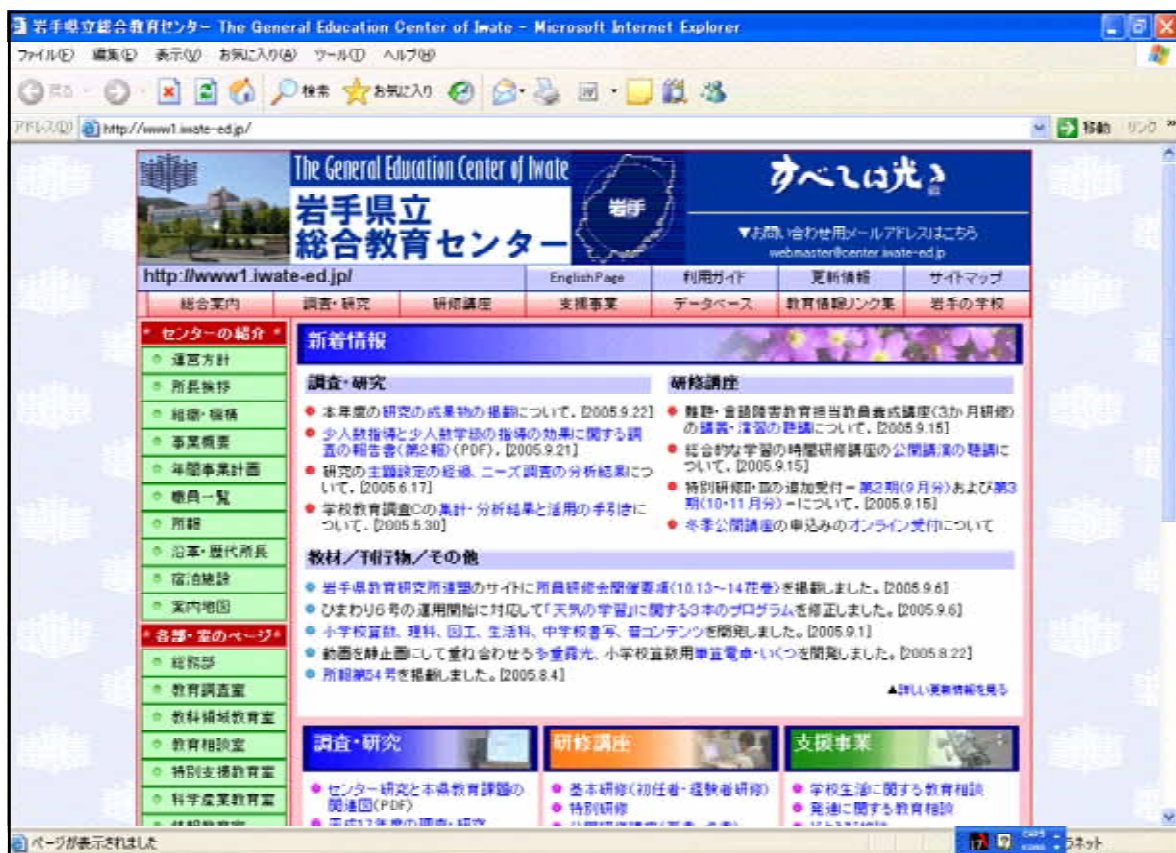 岩手県立総合教育センター The General Education Center of Iwate - Microsoft Internet Explorer
ファイル(F) 編集(E) 表示(V) お気に入り(A) ツール(T) ヘルプ(H)
戻る 検索 お気に入り
アドレス(D) http://www1.iwate-ed.jp/ 移動 リンク »
The General Education Center of Iwate
岩手県立
総合教育センター
岩手
すべては光る
▼お問い合わせ用メールアドレスはこちら
webmaster@center.iwate-ed.jp
http://www1.iwate-ed.jp/ English Page 利用ガイド 更新情報 サイトマップ
総合案内 調査・研究 研修講座 支援事業 データベース 教育情報リンク集 岩手の学校
* センターの紹介 *
運営方針
所長挨拶
組織・機構
事業概要
年間事業計画
職員一覧
所報
沿革・歴代所長
宿泊施設
案内地図
* 各部・室のページ *
総務部
教育調査室
教科領域教育室
教育相談室
特別支援教育室
科学産業教育室
新着情報
調査・研究
本年度の研究の成果物の掲載について。[2005.9.22]
少人数指導と少人数学級の指導の効果に関する調
査の報告書(第2報)(PDF)。[2005.9.21]
研究の主題設定の経過、ニーズ調査の分析結果につ
いて。[2005.6.17]
学校教育調査Cの集計・分析結果と活用の手引きに
ついて。[2005.5.30]
研修講座
難聴・言語障害教育担当教員養成講座(3か月研修)
の講義・演習の聴講について。[2005.9.15]
総合的な学習の時間研修講座の公開講演の聴講に
ついて。[2005.9.15]
特別研修Ⅱ・Ⅲの追加受付－第2期(9月分)および第3
期(10・11月分)－について。[2005.9.15]
冬季公開講座の申込みのオンライン受付について
教材／刊行物／その他
岩手県教育研究所連盟のサイトに所員研修会開催要項(10.13～14花巻)を掲載しました。[2005.9.6]
ひまわり6号の運用開始に対応して「天気の学習」に関する3本のプログラムを修正しました。[2005.9.6]
小学校算数、理科、図工、生活科、中学校書写、音コンテンツを開発しました。[2005.9.1]
動画を静止画にして重ね合わせる多重露光、小学校算数用筆算電卓・いくつを開発しました。[2005.8.22]
所報第54号を掲載しました。[2005.8.4]
▲詳しい更新情報を見る
調査・研究
センター研究と本県教育課題の
関連図(PDF)
平成17年度の調査・研究
研修講座
基本研修(初任者・経験者研修)
特別研修
支援事業
学校生活に関する教育相談
発達に関する教育相談
ページが表示されました